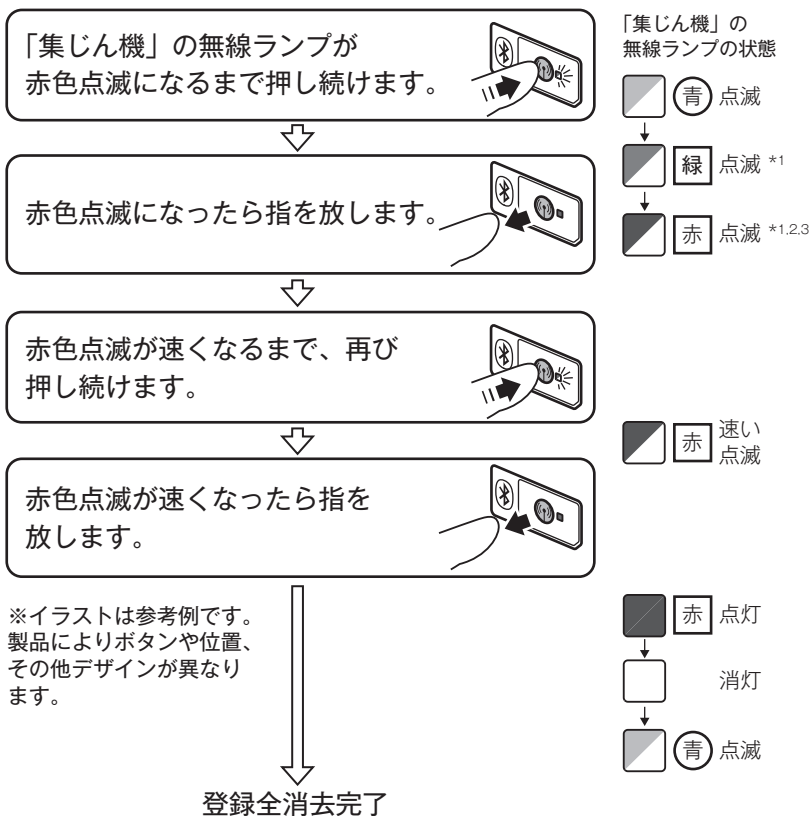 「集じん機」の無線ランプが
赤色点滅になるまで押し続けます。
「集じん機」の
無線ランプの状態
青 点滅
緑 点滅 *1
赤 点滅 *1,2,3
赤色点滅になったら指を放します。
赤色点滅が速くなるまで、再び
押し続けます。
赤 速い
点滅
赤色点滅が速くなったら指を
放します。
※イラストは参考例です。
製品によりボタンや位置、
その他デザインが異なり
ます。
赤 点灯
消灯
青 点滅
登録全消去完了